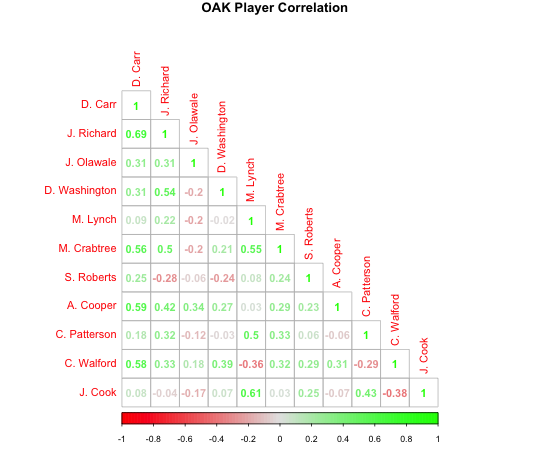 OAK Player Correlation
D. Carr
J. Richard
J. Olawale
D. Washington
M. Lynch
M. Crabtree
S. Roberts
A. Cooper
C. Patterson
C. Walford
J. Cook
D. Carr 1
J. Richard 0.69 1
J. Olawale 0.31 0.31 1
D. Washington 0.31 0.54 -0.2 1
M. Lynch 0.09 0.22 -0.2 -0.02 1
M. Crabtree 0.56 0.5 -0.2 0.21 0.55 1
S. Roberts 0.25 -0.28 -0.06 -0.24 0.08 0.24 1
A. Cooper 0.59 0.42 0.34 0.27 0.03 0.29 0.23 1
C. Patterson 0.18 0.32 -0.12 -0.03 0.5 0.33 0.06 -0.06 1
C. Walford 0.58 0.33 0.18 0.39 -0.36 0.32 0.29 0.31 -0.29 1
J. Cook 0.08 -0.04 -0.17 0.07 0.61 0.03 0.25 -0.07 0.43 -0.38 1
-1 -0.8 -0.6 -0.4 -0.2 0 0.2 0.4 0.6 0.8 1